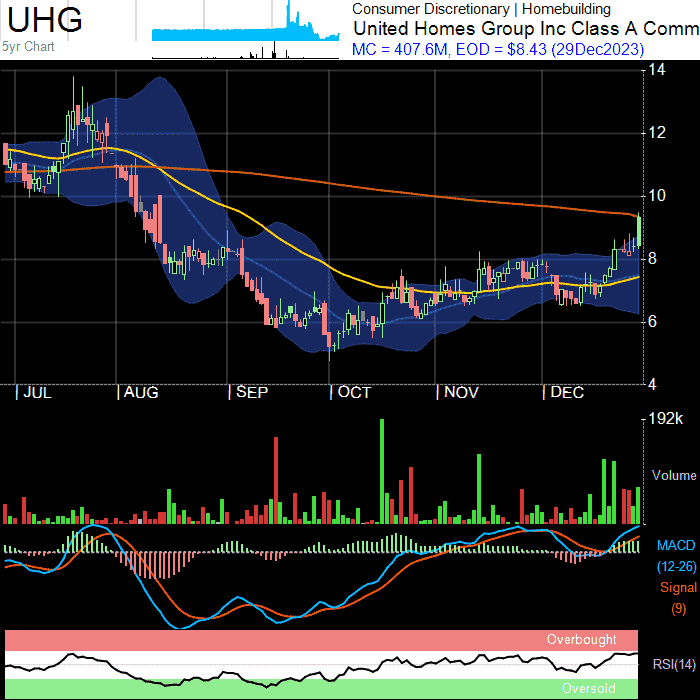 UHG
5yr Chart
Consumer Discretionary | Homebuilding
United Homes Group Inc Class A Comm
MC = 407.6M, EOD = $8.43 (29Dec2023)
14
12
10
8
6
4
JUL AUG SEP OCT NOV DEC
192k
Volume
MACD
(12-26)
Signal
(9)
Overbought
RSI(14)
Oversold